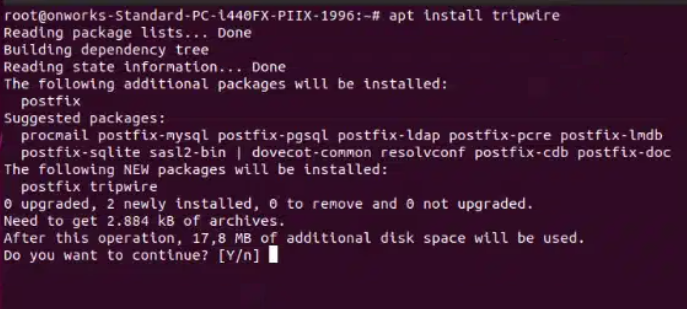 root@onworks-Standard-PC-i440FX-PIIX-1996:~# apt install tripwire
Reading package lists... Done
Building dependency tree
Reading state information... Done
The following additional packages will be installed:
  postfix
Suggested packages:
  procmail postfix-mysql postfix-pgsql postfix-ldap postfix-pcre postfix-lmdb
  postfix-sqlite sasl2-bin | dovecot-common resolvconf postfix-cdb postfix-doc
The following NEW packages will be installed:
  postfix tripwire
0 upgraded, 2 newly installed, 0 to remove and 0 not upgraded.
Need to get 2.884 kB of archives.
After this operation, 17,8 MB of additional disk space will be used.
Do you want to continue? [Y/n]